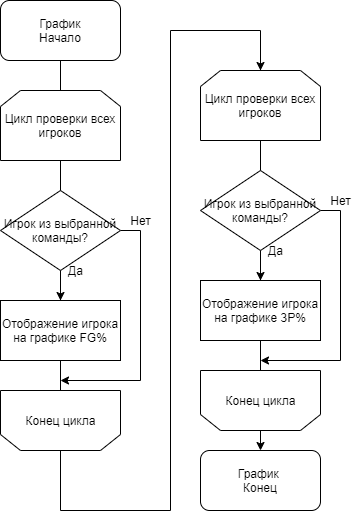 График
Начало
Цикл проверки всех
игроков
Игрок из выбранной
команды?
Нет
Да
Отображение игрока
на графике FG%
Конец цикла
Цикл проверки всех
игроков
Игрок из выбранной
команды?
Нет
Да
Отображение игрока
на графике 3P%
Конец цикла
График
Конец